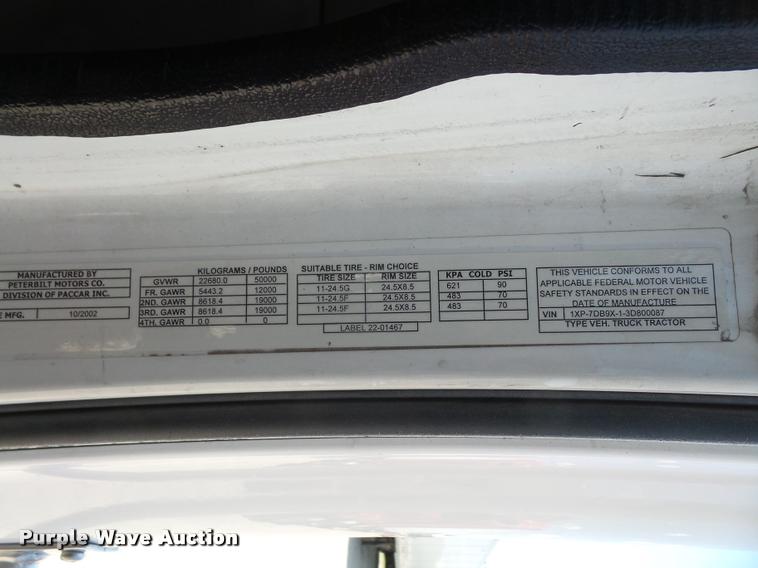 MANUFACTURED BY
PETERBILT MOTORS CO.
DIVISION OF PACCAR INC.
E MFG. 10/2002
KILOGRAMS / POUNDS
GVWR 22680.0 50000
FR. GAWR 5443.2 12000
2ND. GAWR 8618.4 19000
3RD. GAWR 8618.4 19000
4TH. GAWR 0.0 0
SUITABLE TIRE - RIM CHOICE
TIRE SIZE RIM SIZE
11-24.5G 24.5X8.5
11-24.5F 24.5X8.5
11-24.5F 24.5X8.5
LABEL 22-01467
KPA COLD PSI
621 90
483 70
483 70
THIS VEHICLE CONFORMS TO ALL
APPLICABLE FEDERAL MOTOR VEHICLE
SAFETY STANDARDS IN EFFECT ON THE
DATE OF MANUFACTURE
VIN 1XP-7DB9X-1-3D800087
TYPE VEH. TRUCK TRACTOR
Purple Wave Auction